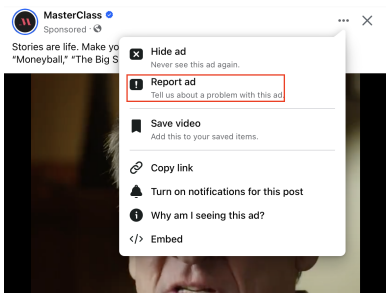 MasterClass
Sponsored ·
Stories are life. Make yo
"Moneyball," "The Big S
Hide ad
Never see this ad again.
Report ad
Tell us about a problem with this ad.
Save video
Add this to your saved items.
Copy link
Turn on notifications for this post
Why am I seeing this ad?
Embed